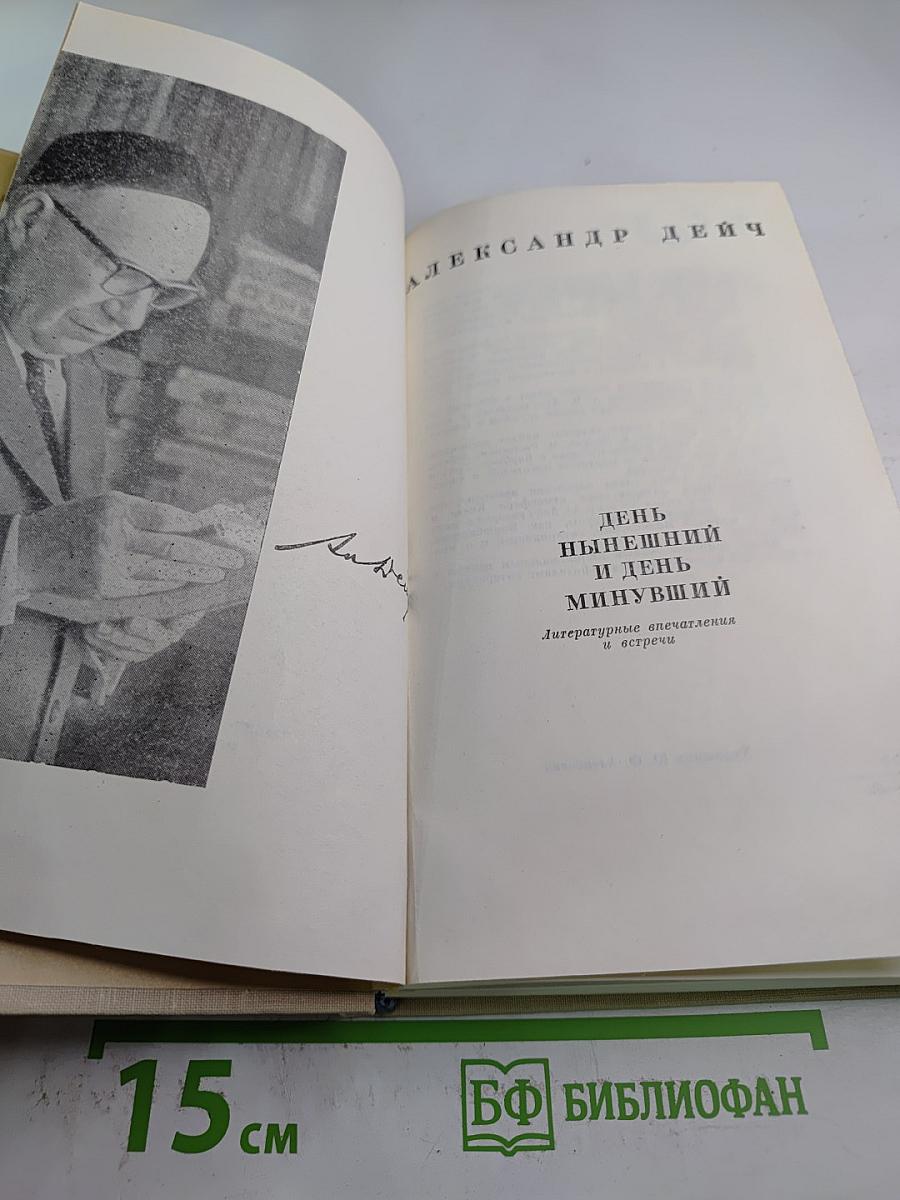 АЛЕКСАНДР ДЕЙЧ
ДЕНЬ
НЫНЕШНИЙ
И ДЕНЬ
МИНУВШИЙ
Литературные впечатления
и встречи
15 см
БФ БИБЛИОФАН